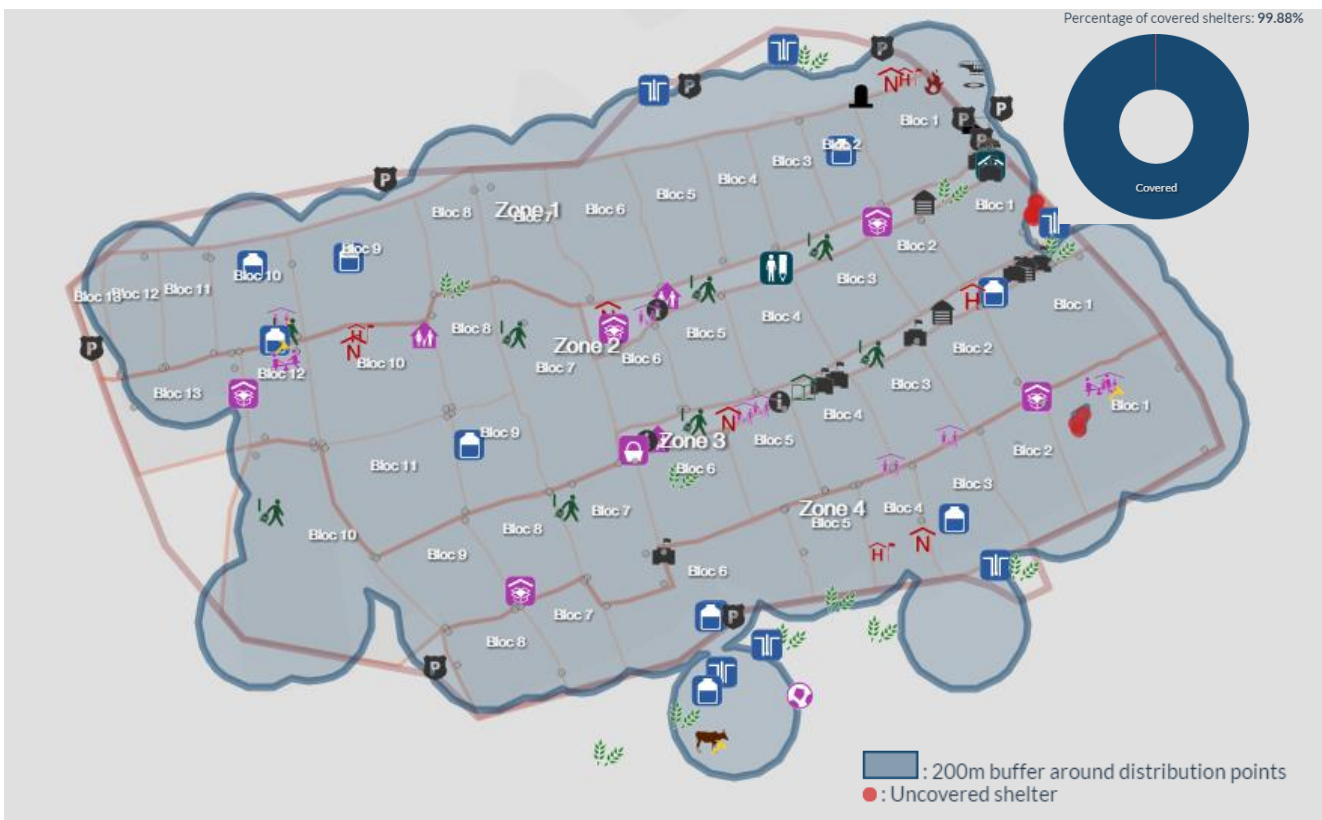 Percentage of covered shelters: 99.88%
Covered
P
P
N H
P
P
Bloc 1
P
Bloc 2
Bloc 3
Bloc 4
P
Bloc 5
Bloc 1
Bloc 8
Zone 1
Bloc 7
Bloc 6
Bloc 2
Bloc 9
Bloc 10
Bloc 3
Bloc 13
Bloc 12
Bloc 11
H
Bloc 1
i
Bloc 4
Bloc 8
Bloc 5
H
N
P
Zone 2
Bloc 6
Bloc 2
Bloc 10
Bloc 7
Bloc 12
Bloc 3
Bloc 13
i
Bloc 4
Bloc 1
N
Bloc 9
i
Zone 3
Bloc 5
Bloc 2
Bloc 11
Bloc 6
Bloc 3
Zone 4
Bloc 4
Bloc 7
Bloc 5
Bloc 8
Bloc 10
N
H
Bloc 9
Bloc 6
Bloc 7
P
Bloc 8
P
: 200m buffer around distribution points
: Uncovered shelter